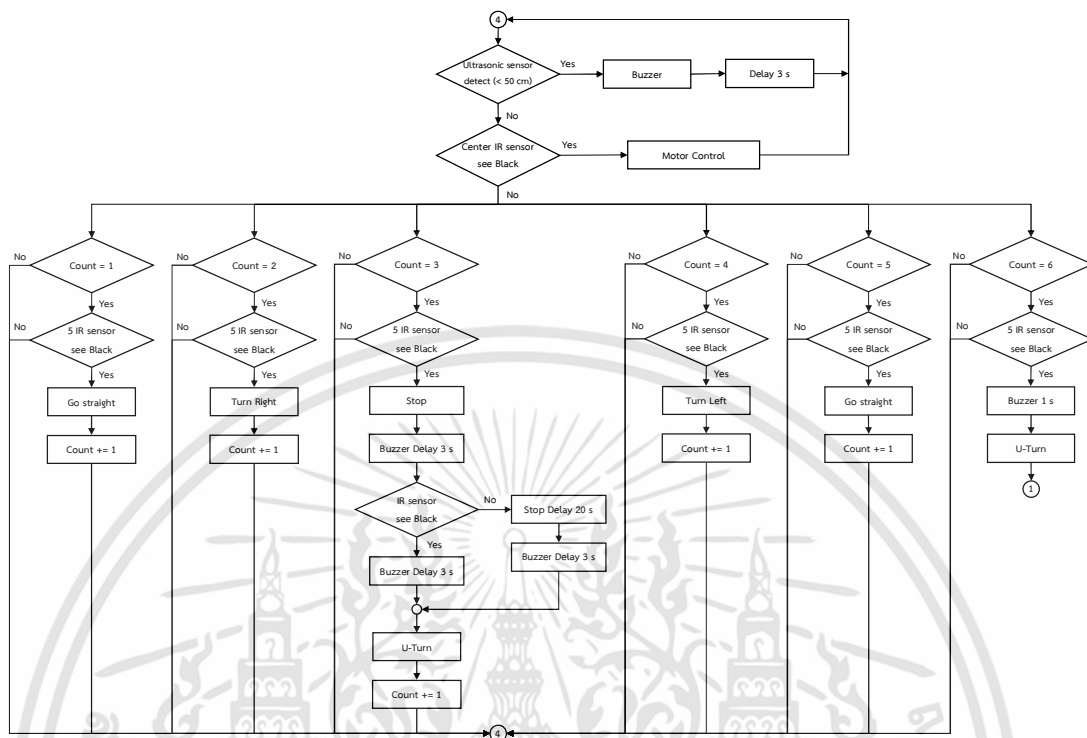 4
Ultrasonic sensor
detect (< 50 cm)
Yes
Buzzer
Delay 3 s
No
Center IR sensor
see Black
Yes
Motor Control
No
No
Count = 1
No
Count = 2
No
Count = 3
No
Count = 4
No
Count = 5
No
Count = 6
Yes
Yes
Yes
Yes
Yes
Yes
No
5 IR sensor
see Black
No
5 IR sensor
see Black
No
5 IR sensor
see Black
No
5 IR sensor
see Black
No
5 IR sensor
see Black
No
5 IR sensor
see Black
Yes
Yes
Yes
Yes
Yes
Yes
Go straight
Turn Right
Stop
Turn Left
Go straight
Buzzer 1 s
Count += 1
Count += 1
Buzzer Delay 3 s
Count += 1
Count += 1
U-Turn
1
IR sensor
see Black
No
Stop Delay 20 s
Yes
Buzzer Delay 3 s
Buzzer Delay 3 s
U-Turn
Count += 1
4